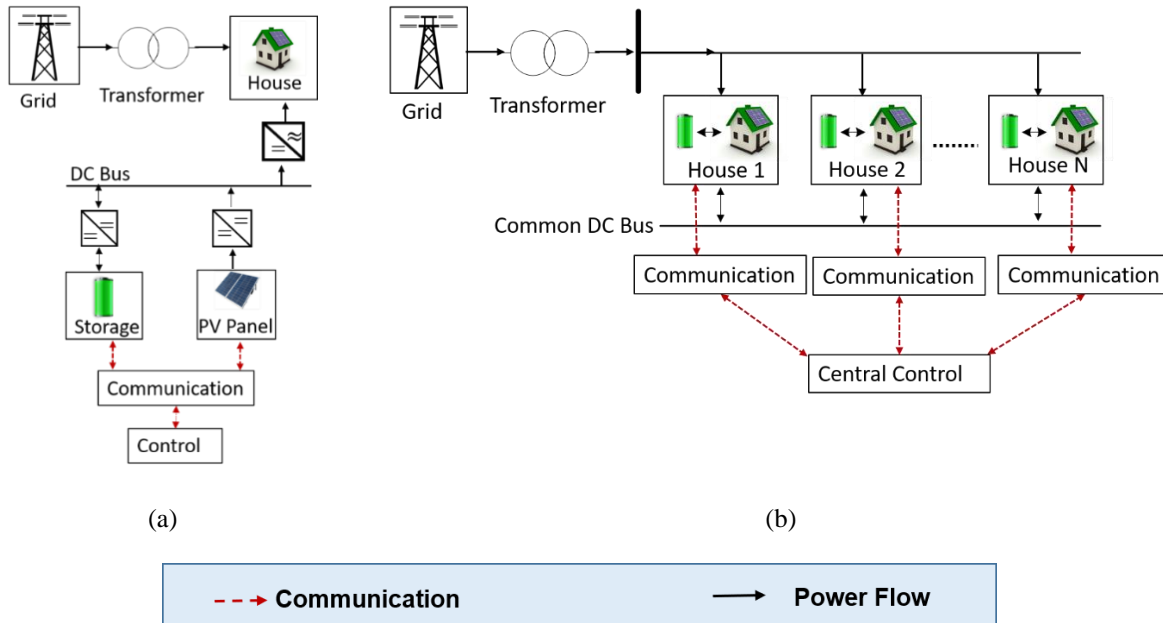 Grid
Transformer
House
DC Bus
Storage
PV Panel
Communication
Control
(a)
Grid
Transformer
House 1
House 2
........
House N
Common DC Bus
Communication
Communication
Communication
Central Control
(b)
Communication
Power Flow